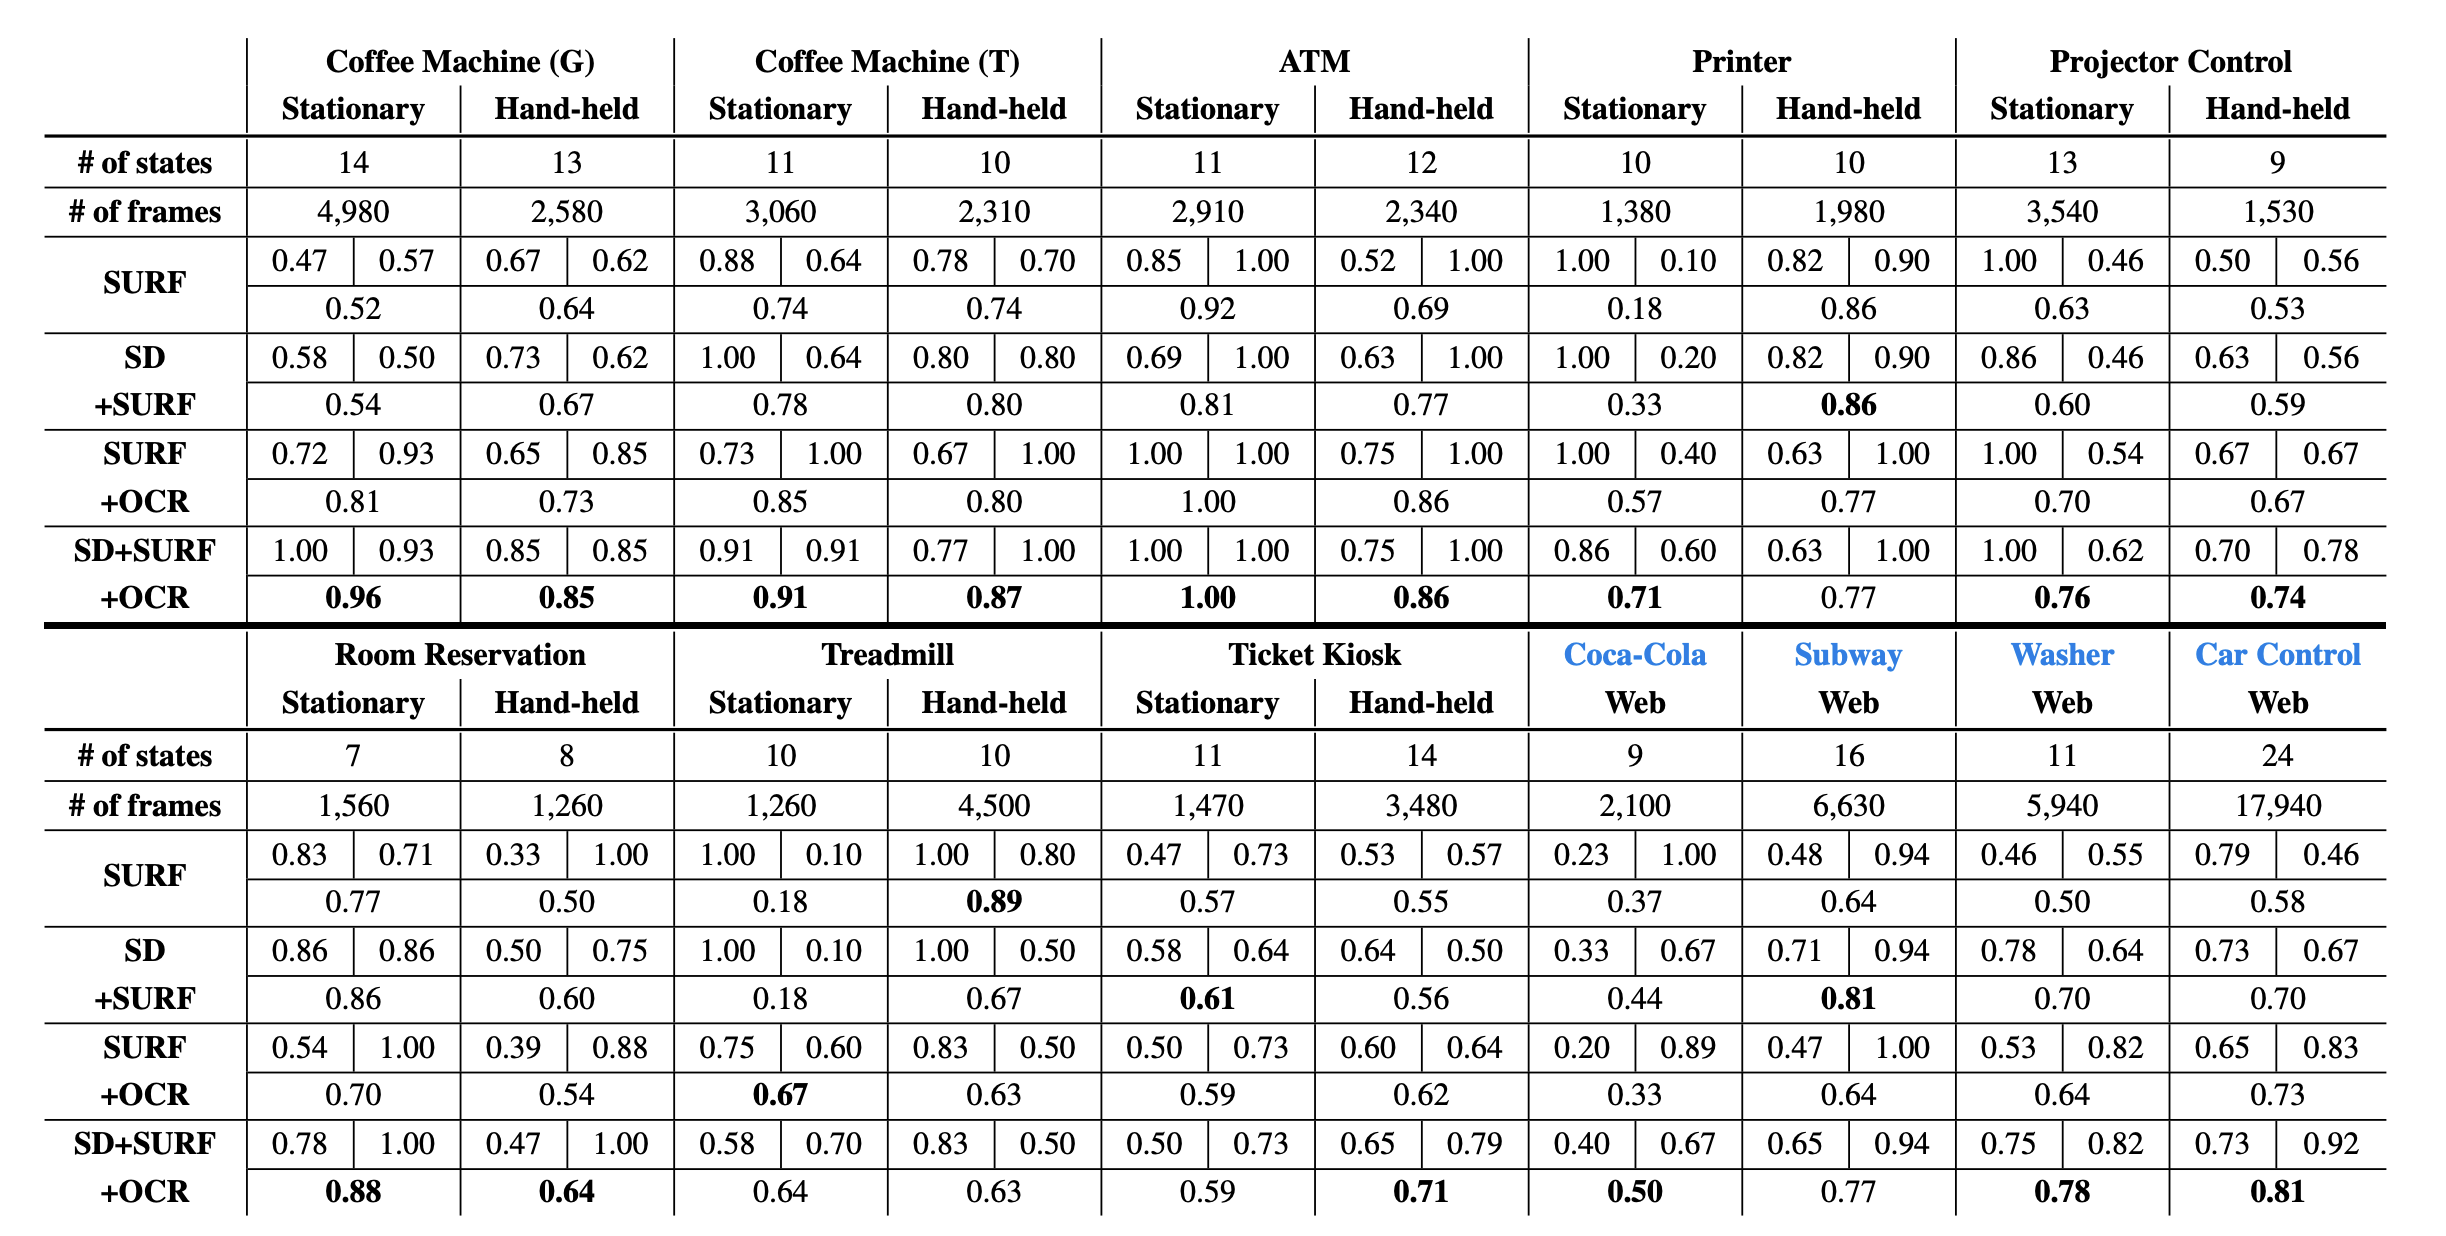 Coffee Machine (G) Coffee Machine (T) ATM Printer Projector Control
Stationary Hand-held Stationary Hand-held Stationary Hand-held Stationary Hand-held Stationary Hand-held
# of states 14 13 11 10 11 12 10 10 13 9
# of frames 4,980 2,580 3,060 2,310 2,910 2,340 1,380 1,980 3,540 1,530
SURF 0.47 0.57 0.67 0.62 0.88 0.64 0.78 0.70 0.85 1.00 0.52 1.00 1.00 0.10 0.82 0.90 1.00 0.46 0.50 0.56
0.52 0.64 0.74 0.74 0.92 0.69 0.18 0.86 0.63 0.53
SD 0.58 0.50 0.73 0.62 1.00 0.64 0.80 0.80 0.69 1.00 0.63 1.00 1.00 0.20 0.82 0.90 0.86 0.46 0.63 0.56
+SURF 0.54 0.67 0.78 0.80 0.81 0.77 0.33 0.86 0.60 0.59
SURF 0.72 0.93 0.65 0.85 0.73 1.00 0.67 1.00 1.00 1.00 0.75 1.00 1.00 0.40 0.63 1.00 1.00 0.54 0.67 0.67
+OCR 0.81 0.73 0.85 0.80 1.00 0.86 0.57 0.77 0.70 0.67
SD+SURF 1.00 0.93 0.85 0.85 0.91 0.91 0.77 1.00 1.00 1.00 0.75 1.00 0.86 0.60 0.63 1.00 1.00 0.62 0.70 0.78
+OCR 0.96 0.85 0.91 0.87 1.00 0.86 0.71 0.77 0.76 0.74
Room Reservation Treadmill Ticket Kiosk Coca-Cola Subway Washer Car Control
Stationary Hand-held Stationary Hand-held Stationary Hand-held Web Web Web Web
# of states 7 8 10 10 11 14 9 16 11 24
# of frames 1,560 1,260 1,260 4,500 1,470 3,480 2,100 6,630 5,940 17,940
SURF 0.83 0.71 0.33 1.00 1.00 0.10 1.00 0.80 0.47 0.73 0.53 0.57 0.23 1.00 0.48 0.94 0.46 0.55 0.79 0.46
0.77 0.50 0.18 0.89 0.57 0.55 0.37 0.64 0.50 0.58
SD 0.86 0.86 0.50 0.75 1.00 0.10 1.00 0.50 0.58 0.64 0.64 0.50 0.33 0.67 0.71 0.94 0.78 0.64 0.73 0.67
+SURF 0.86 0.60 0.18 0.67 0.61 0.56 0.44 0.81 0.70 0.70
SURF 0.54 1.00 0.39 0.88 0.75 0.60 0.83 0.50 0.50 0.73 0.60 0.64 0.20 0.89 0.47 1.00 0.53 0.82 0.65 0.83
+OCR 0.70 0.54 0.67 0.63 0.59 0.62 0.33 0.64 0.64 0.73
SD+SURF 0.78 1.00 0.47 1.00 0.58 0.70 0.83 0.50 0.50 0.73 0.65 0.79 0.40 0.67 0.65 0.94 0.75 0.82 0.73 0.92
+OCR 0.88 0.64 0.64 0.63 0.59 0.71 0.50 0.77 0.78 0.81